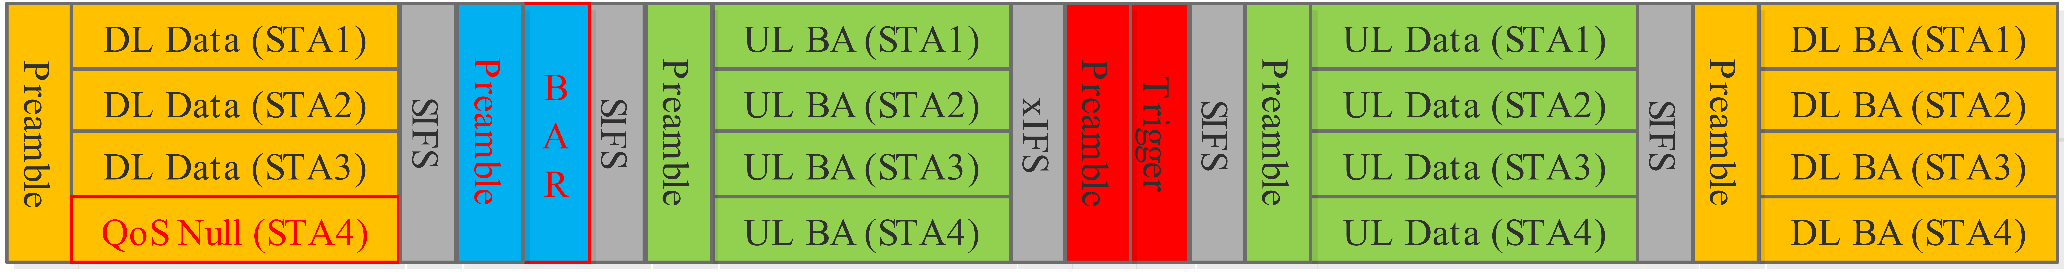 Preamble
DL Data (STA1)
DL Data (STA2)
DL Data (STA3)
QoS Null (STA4)
SIFS
Preamble
B
A
R
SIFS
Preamble
UL BA (STA1)
UL BA (STA2)
UL BA (STA3)
UL BA (STA4)
xIFS
Preamble
Trigger
SIFS
Preamble
UL Data (STA1)
UL Data (STA2)
UL Data (STA3)
UL Data (STA4)
SIFS
Preamble
DL BA (STA1)
DL BA (STA2)
DL BA (STA3)
DL BA (STA4)